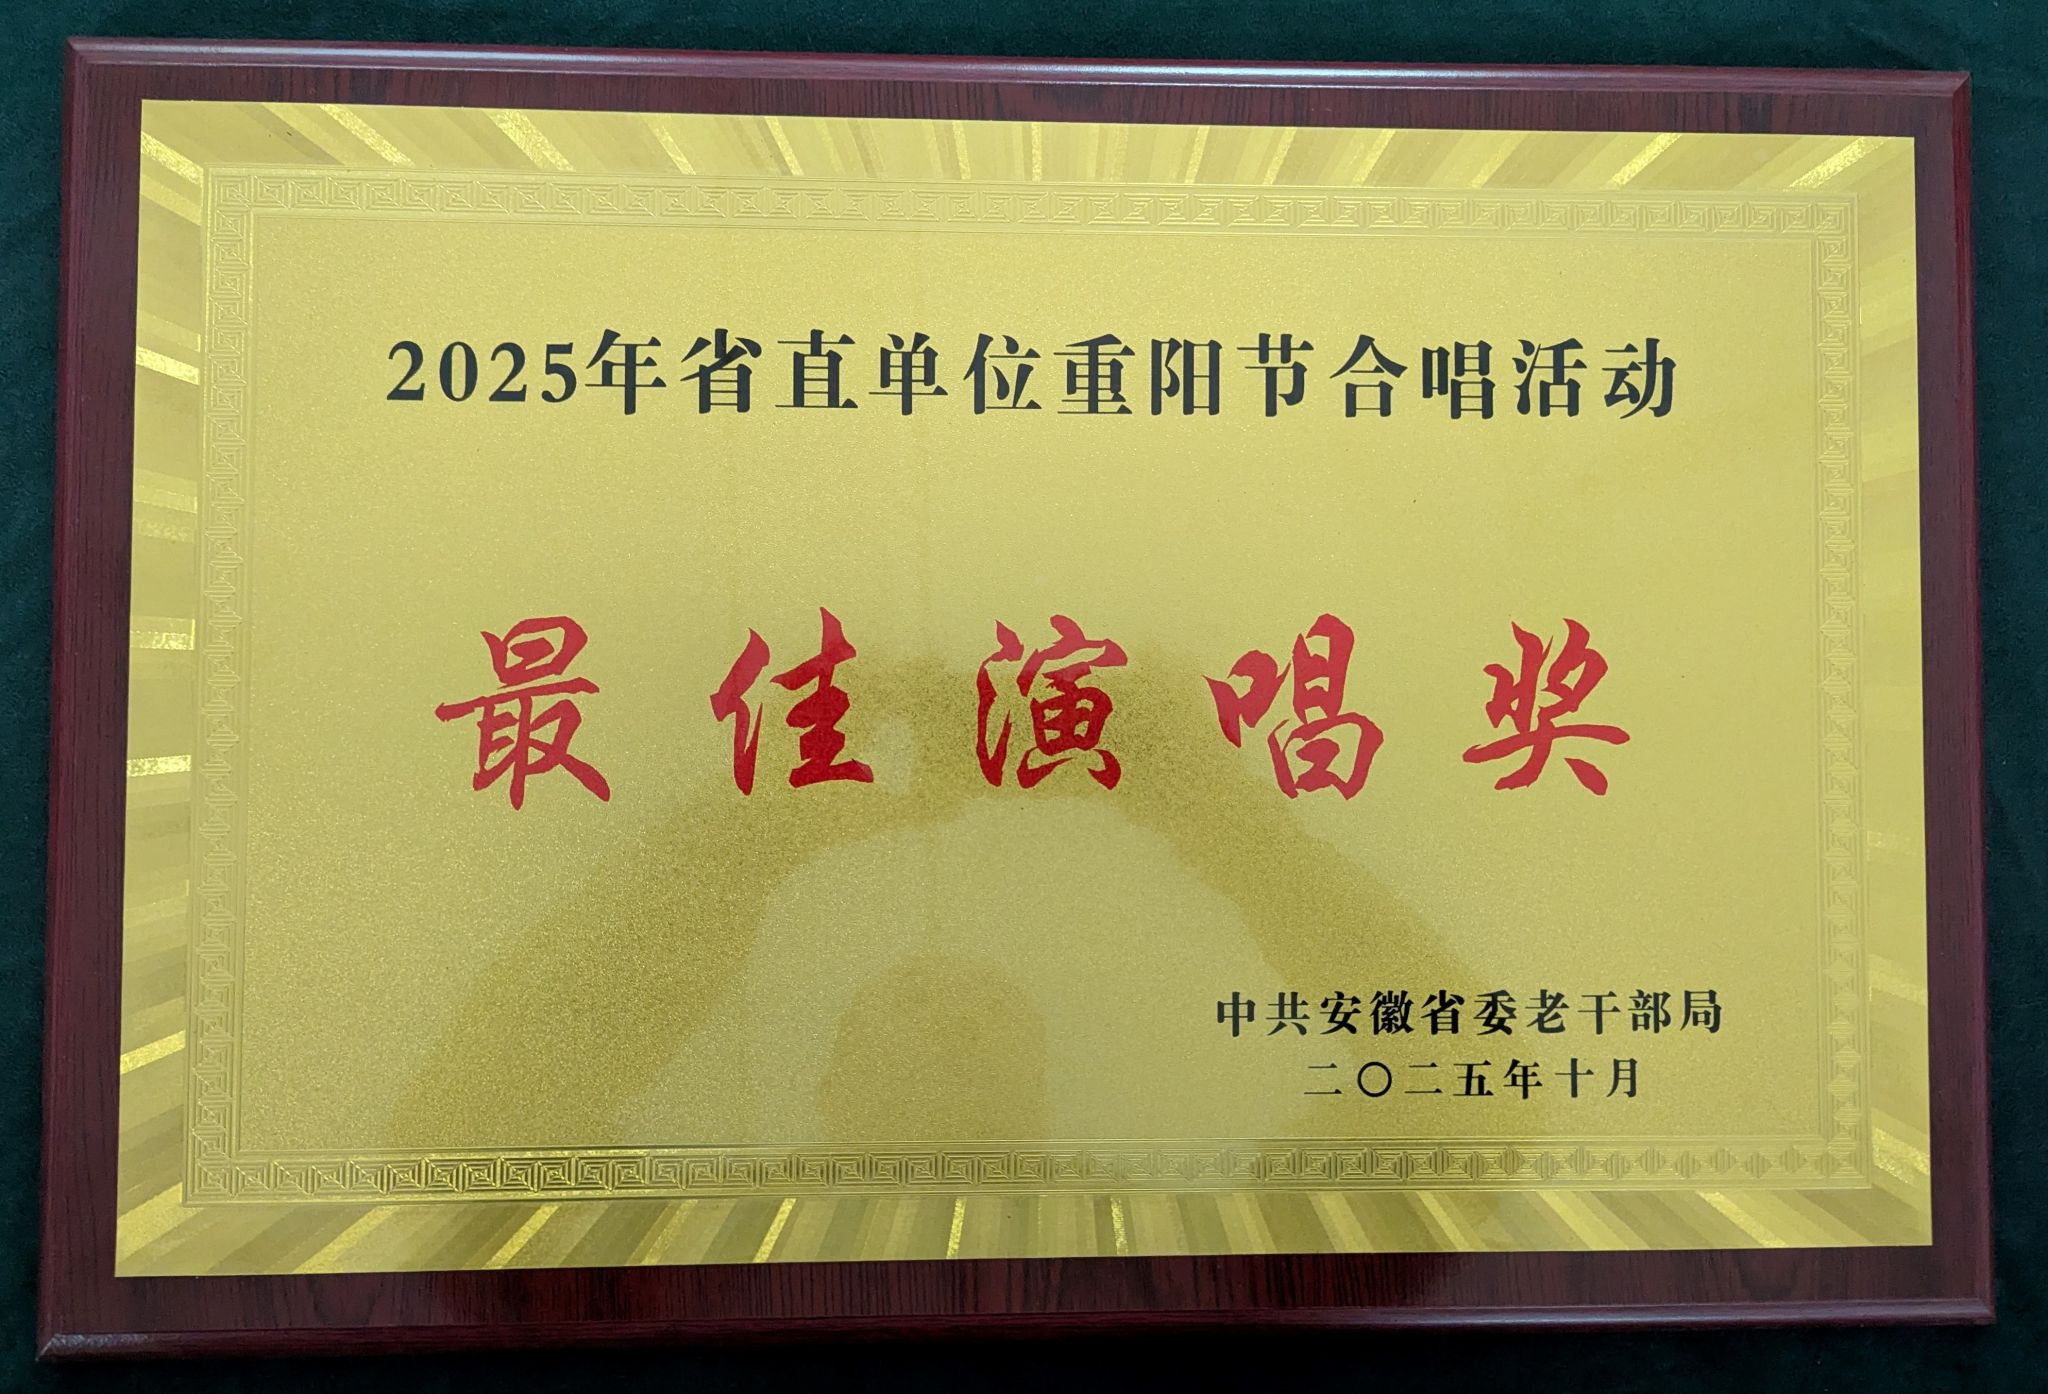 2025年省直单位重阳节合唱活动
最佳演唱奖
中共安徽省委老干部局
二〇二五年十月